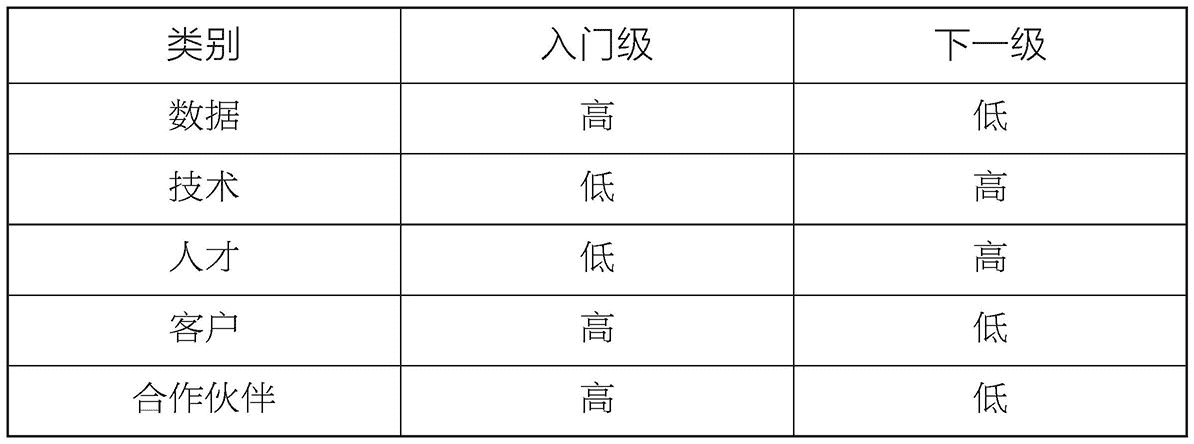 类别 入门级 下一级
数据 高 低
技术 低 高
人才 低 高
客户 高 低
合作伙伴 高 低